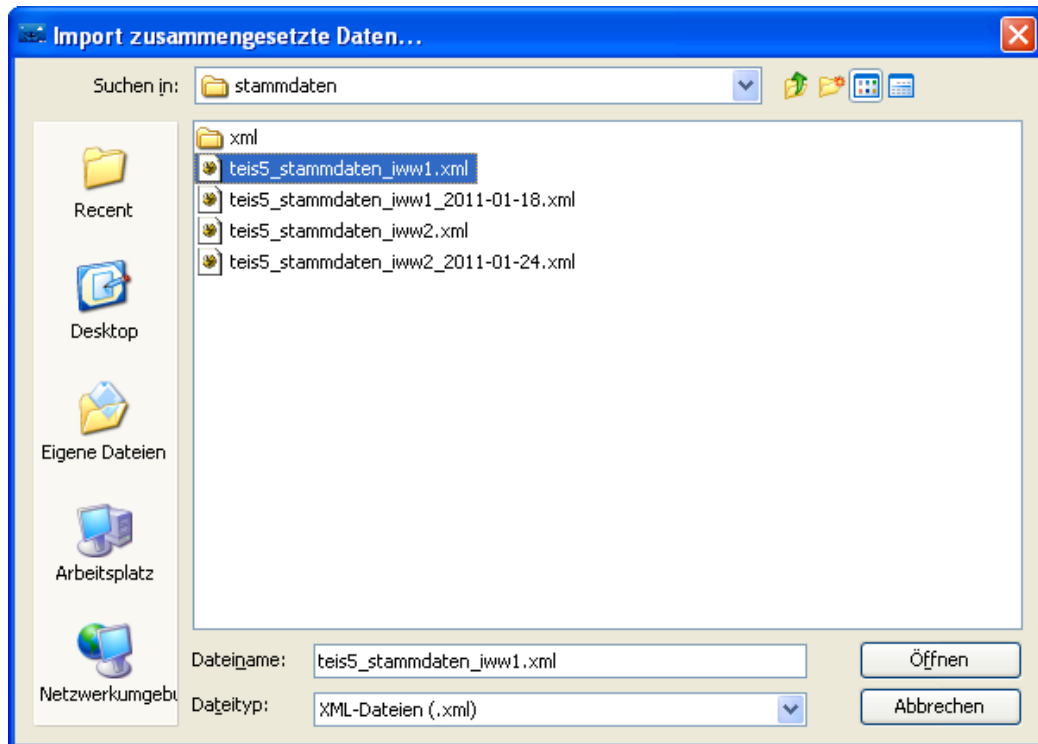 Import zusammengesetzte Daten...
Suchen in: stammdaten
xml
teis5_stammdaten_iww1.xml
teis5_stammdaten_iww1_2011-01-18.xml
teis5_stammdaten_iww2.xml
teis5_stammdaten_iww2_2011-01-24.xml
Recent
Desktop
Eigene Dateien
Arbeitsplatz
Netzwerkumgebu
Dateiname: teis5_stammdaten_iww1.xml Öffnen
Dateityp: XML-Dateien (.xml) Abbrechen